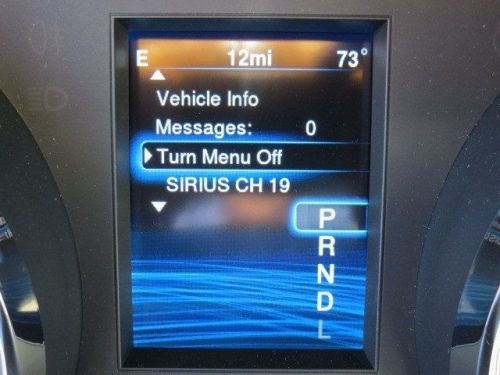 E 12mi 73°
Vehicle Info
Messages: 0
Turn Menu Off
SIRIUS CH 19
P
R
N
D
L